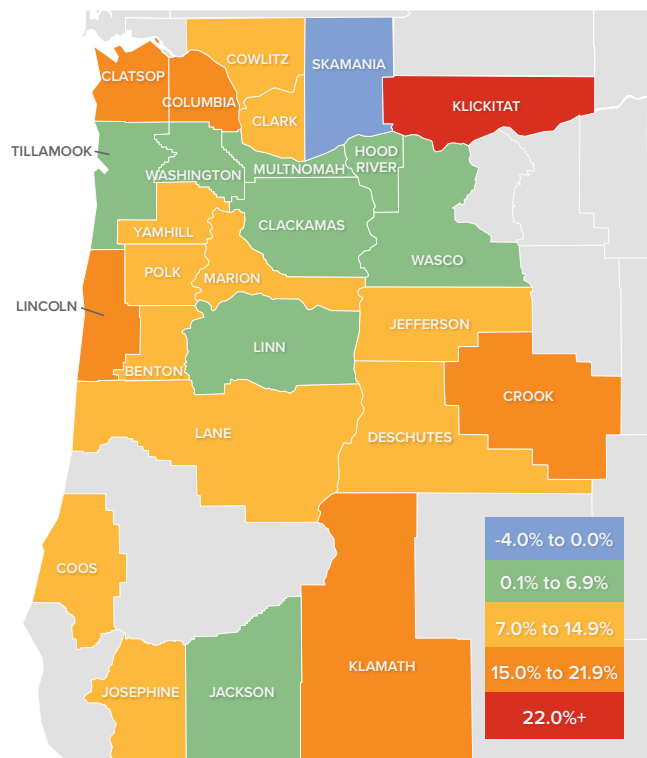 COWLITZ
SKAMANIA
CLATSOP
COLUMBIA
KLICKITAT
CLARK
TILLAMOOK
HOOD
RIVER
MULTNOMAH
WASHINGTON
CLACKAMAS
YAMHILL
WASCO
POLK
MARION
LINCOLN
JEFFERSON
LINN
BENTON
CROOK
LANE
DESCHUTES
COOS
KLAMATH
JOSEPHINE
JACKSON
-4.0% to 0.0%
0.1% to 6.9%
7.0% to 14.9%
15.0% to 21.9%
22.0%+